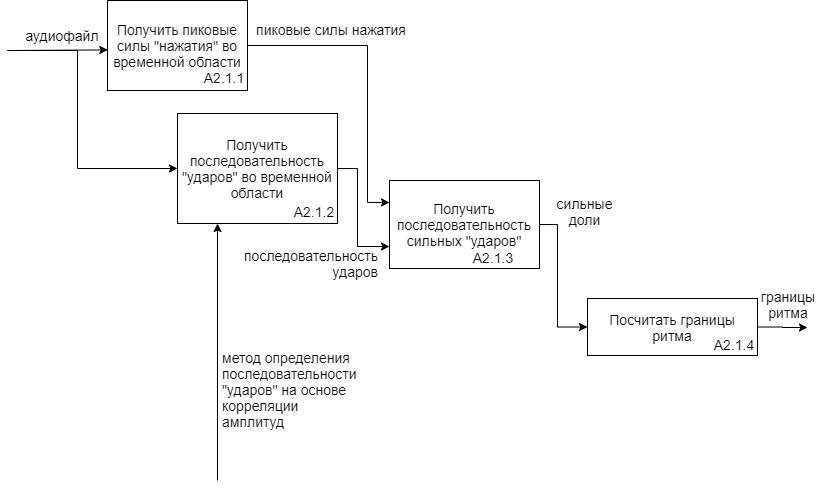 аудиофайл
Получить пиковые
силы "нажатия" во
временной области
A2.1.1
пиковые силы нажатия
Получить
последовательность
"ударов" во временной
области
A2.1.2
последовательность
ударов
Получить
последовательность
сильных "ударов"
A2.1.3
сильные
доли
Посчитать границы
ритма
A2.1.4
границы
ритма
метод определения
последовательности
"ударов" на основе
корреляции
амплитуд